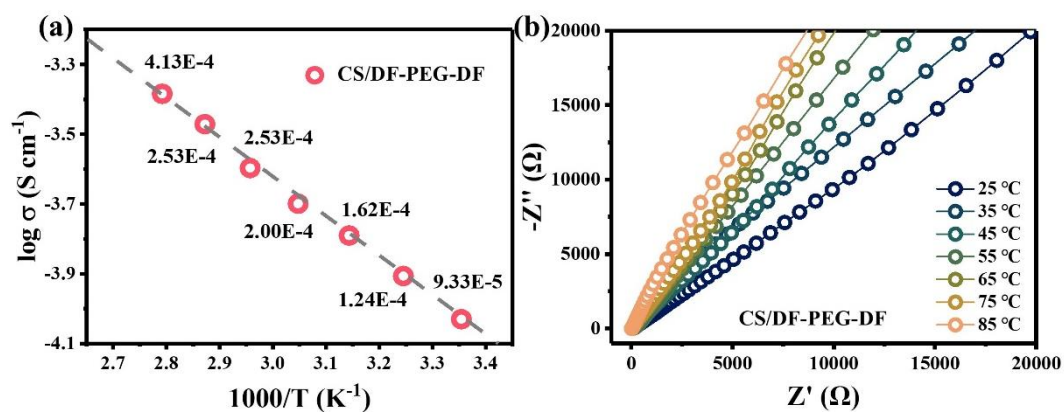 (a)
-3.3
-3.5
-3.7
-3.9
-4.1
log σ (S cm⁻¹)
4.13E-4
2.53E-4
2.53E-4
2.00E-4
1.62E-4
1.24E-4
9.33E-5
CS/DF-PEG-DF
2.7 2.8 2.9 3.0 3.1 3.2 3.3 3.4
1000/T (K⁻¹)
(b)
20000
15000
10000
5000
0
-Z'' (Ω)
25 °C
35 °C
45 °C
55 °C
65 °C
75 °C
85 °C
CS/DF-PEG-DF
0 5000 10000 15000 20000
Z' (Ω)